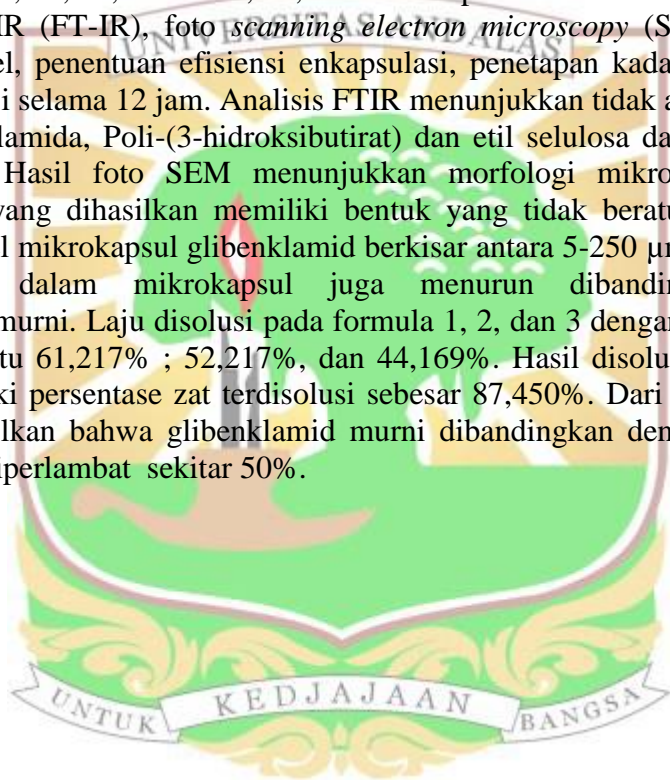 IR (FT-IR), foto scanning electron microscopy (S
UNIVERSITAS ANDALAS
el, penentuan efisiensi enkapsulasi, penetapan kada
i selama 12 jam. Analisis FTIR menunjukkan tidak a
lamida, Poli-(3-hidroksibutirat) dan etil selulosa da
Hasil foto SEM menunjukkan morfologi mikro
yang dihasilkan memiliki bentuk yang tidak beratu
l mikrokapsul glibenklamid berkisar antara 5-250 µm
dalam mikrokapsul juga menurun dibandin
murni. Laju disolusi pada formula 1, 2, dan 3 dengan
tu 61,217% ; 52,217%, dan 44,169%. Hasil disolu
ki persentase zat terdisolusi sebesar 87,450%. Dari
lkan bahwa glibenklamid murni dibandingkan den
iperlambat sekitar 50%.
UNTUK KEDJAJAAN BANGSA